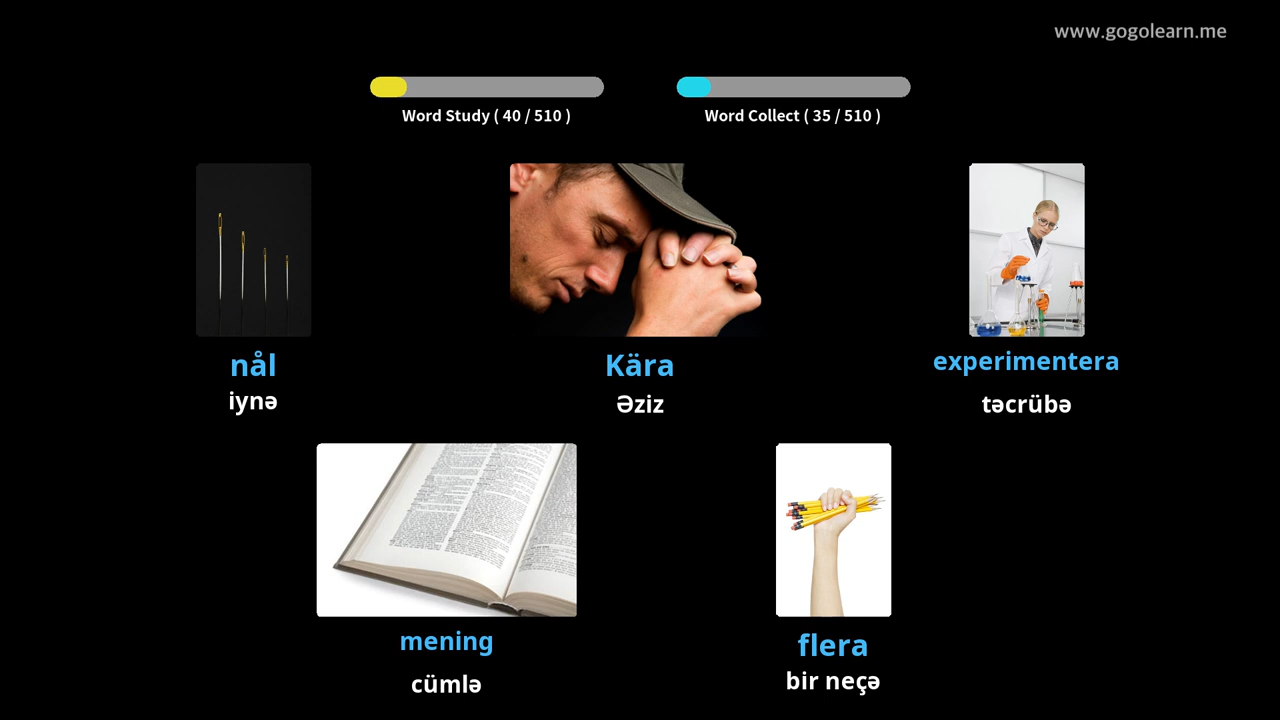 www.gogolearn.me
Word Study ( 40 / 510 )
Word Collect ( 35 / 510 )
nål
iynə
Kära
Əziz
experimentera
təcrübə
mening
cümlə
flera
bir neçə